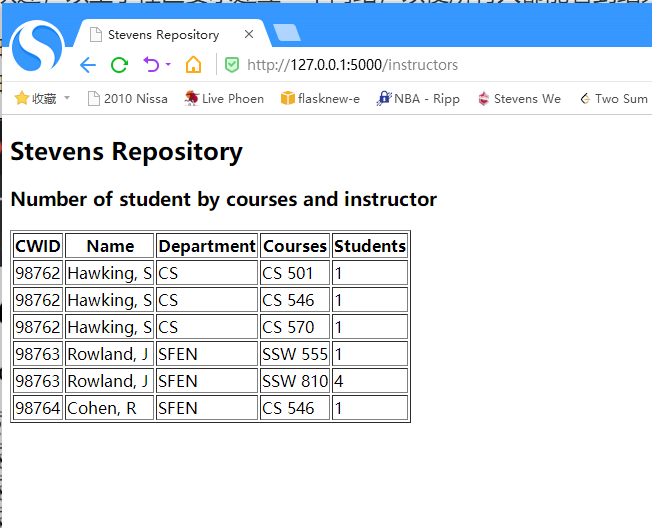 Stevens Repository
http://127.0.0.1:5000/instructors
收藏 2010 Nissa Live Phoen flasknew-e NBA - Ripp Stevens We Two Sum
Stevens Repository
Number of student by courses and instructor
CWID Name Department Courses Students
98762 Hawking, S CS CS 501 1
98762 Hawking, S CS CS 546 1
98762 Hawking, S CS CS 570 1
98763 Rowland, J SFEN SSW 555 1
98763 Rowland, J SFEN SSW 810 4
98764 Cohen, R SFEN CS 546 1